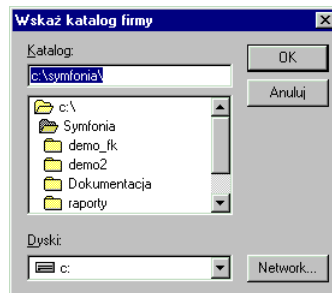 Wskaż katalog firmy
Katalog:
OK
c:\symfonia\
Anuluj
c:\
Symfonia
demo_fk
demo2
Dokumentacja
raporty
Dyski:
c:
Network...